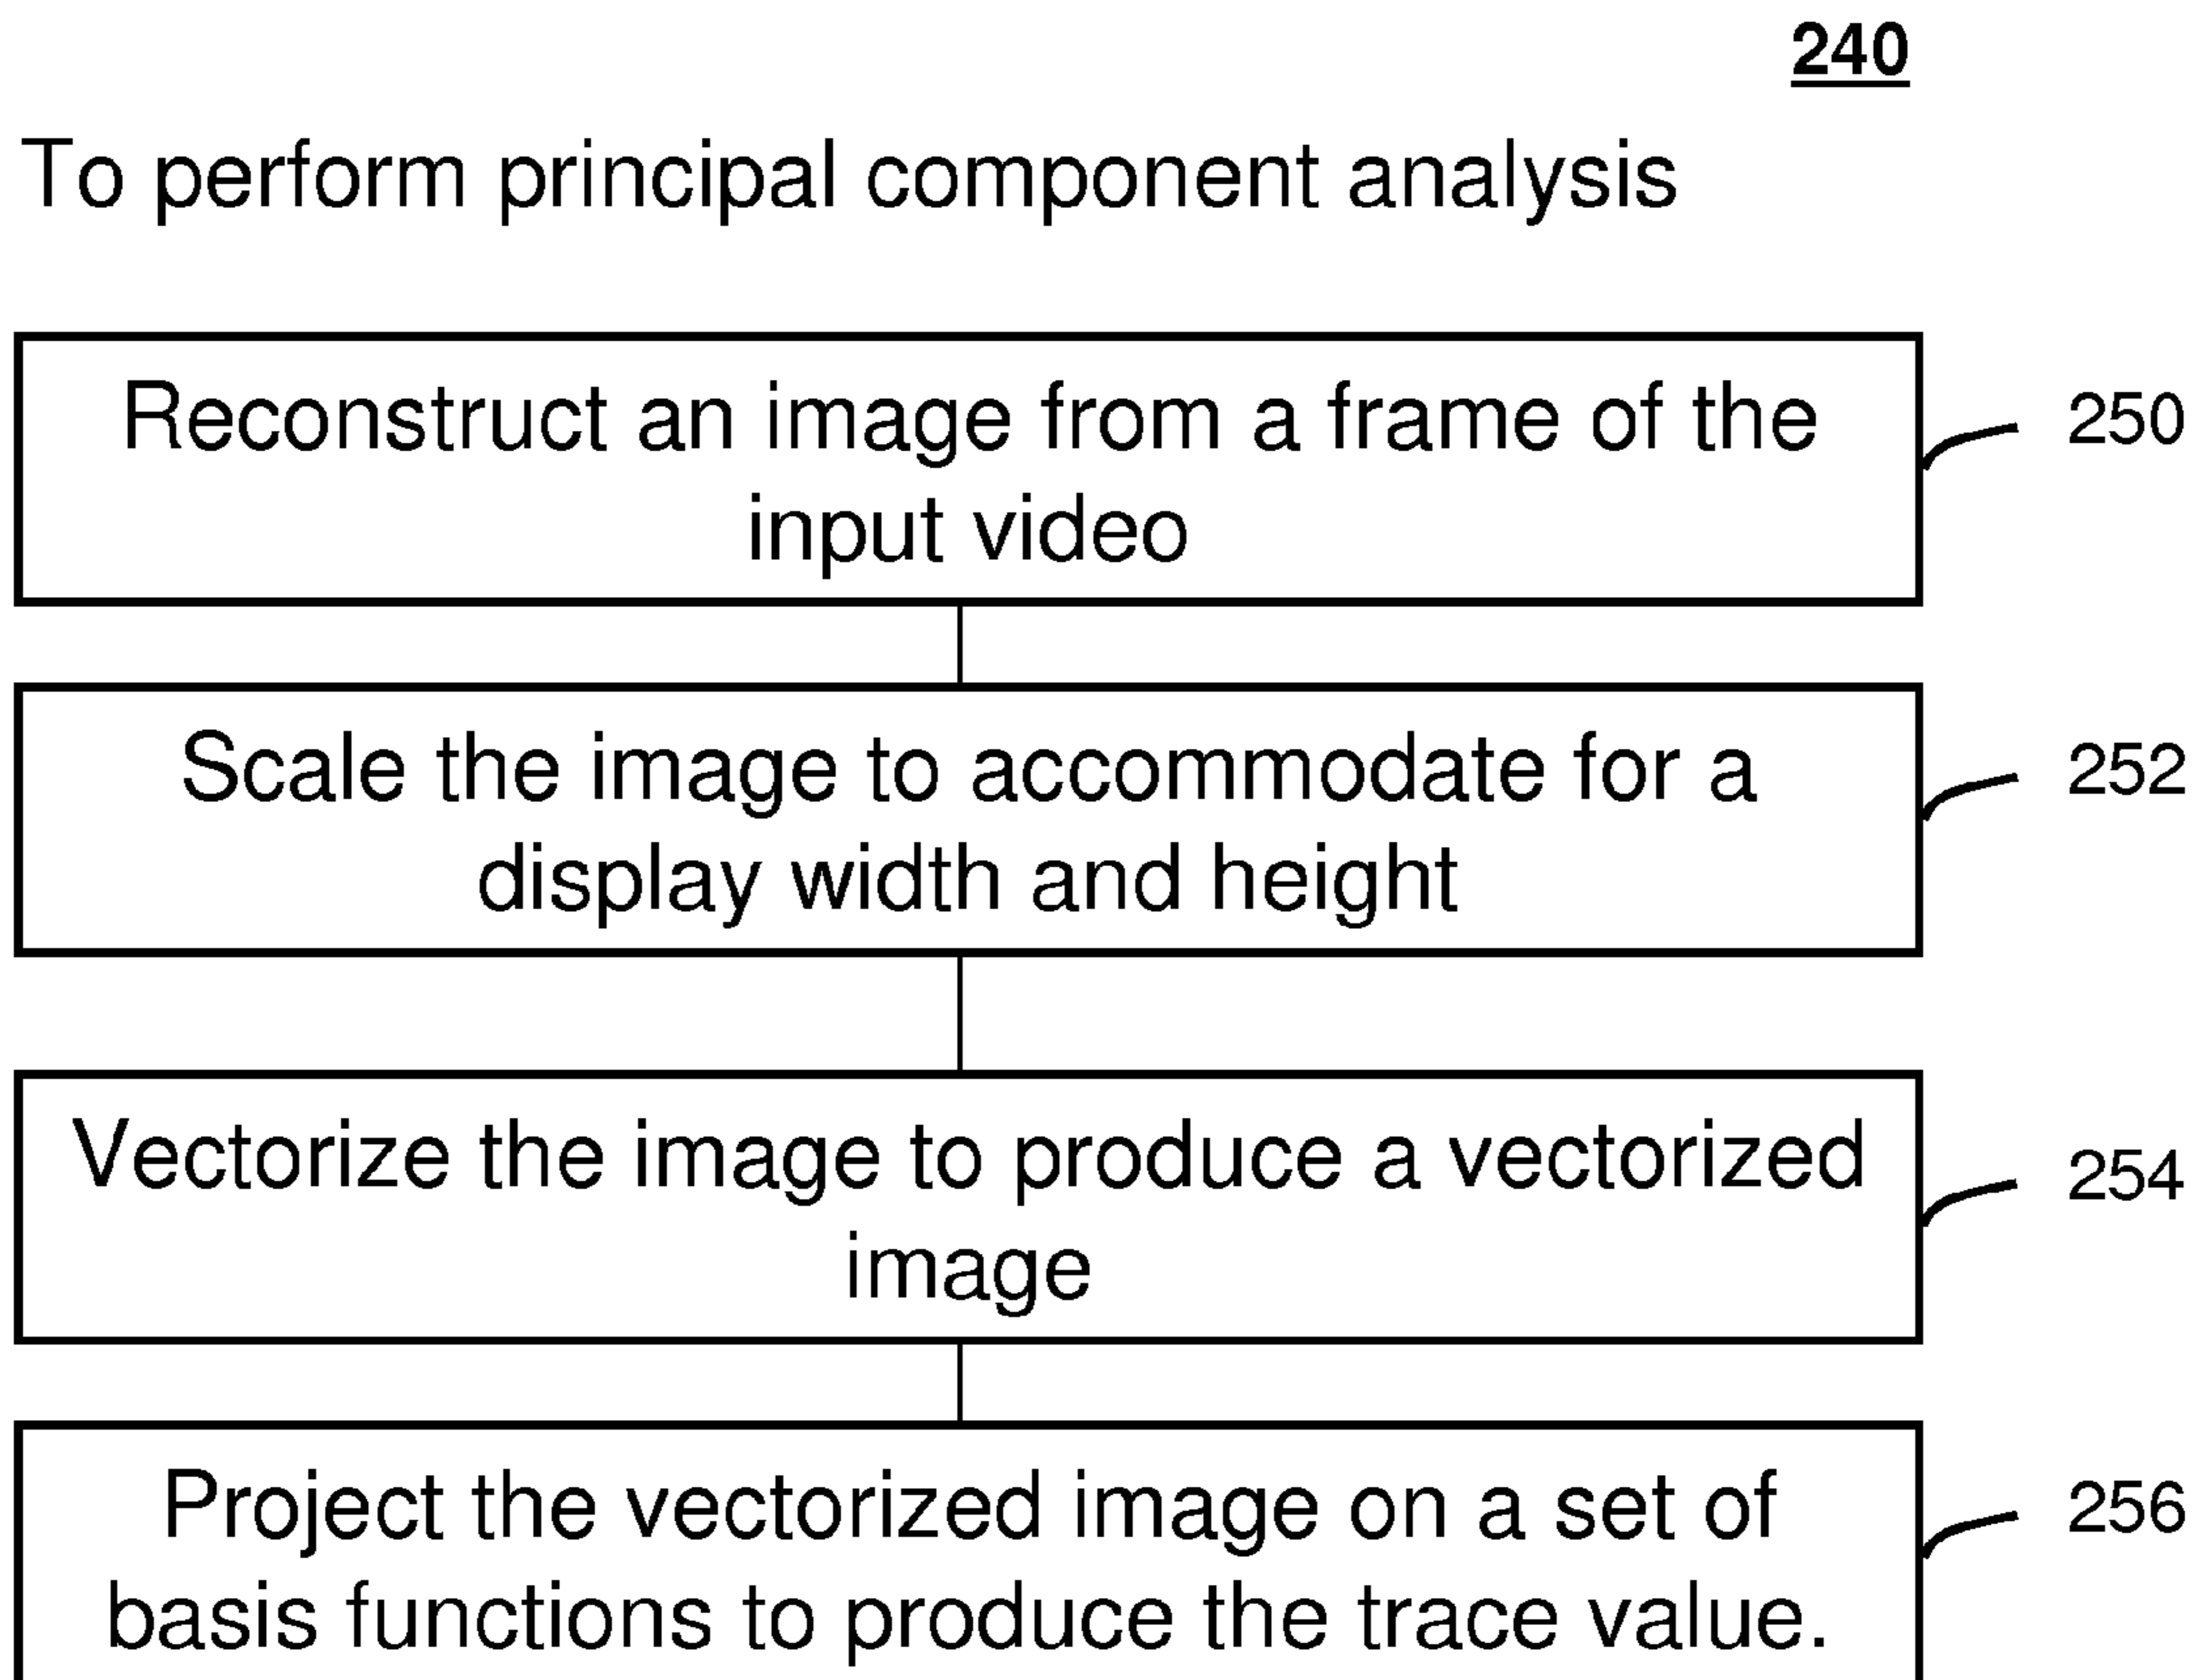 240
To perform principal component analysis
Reconstruct an image from a frame of the
input video
250
Scale the image to accommodate for a
display width and height
252
Vectorize the image to produce a vectorized
image
254
Project the vectorized image on a set of
basis functions to produce the trace value.
256